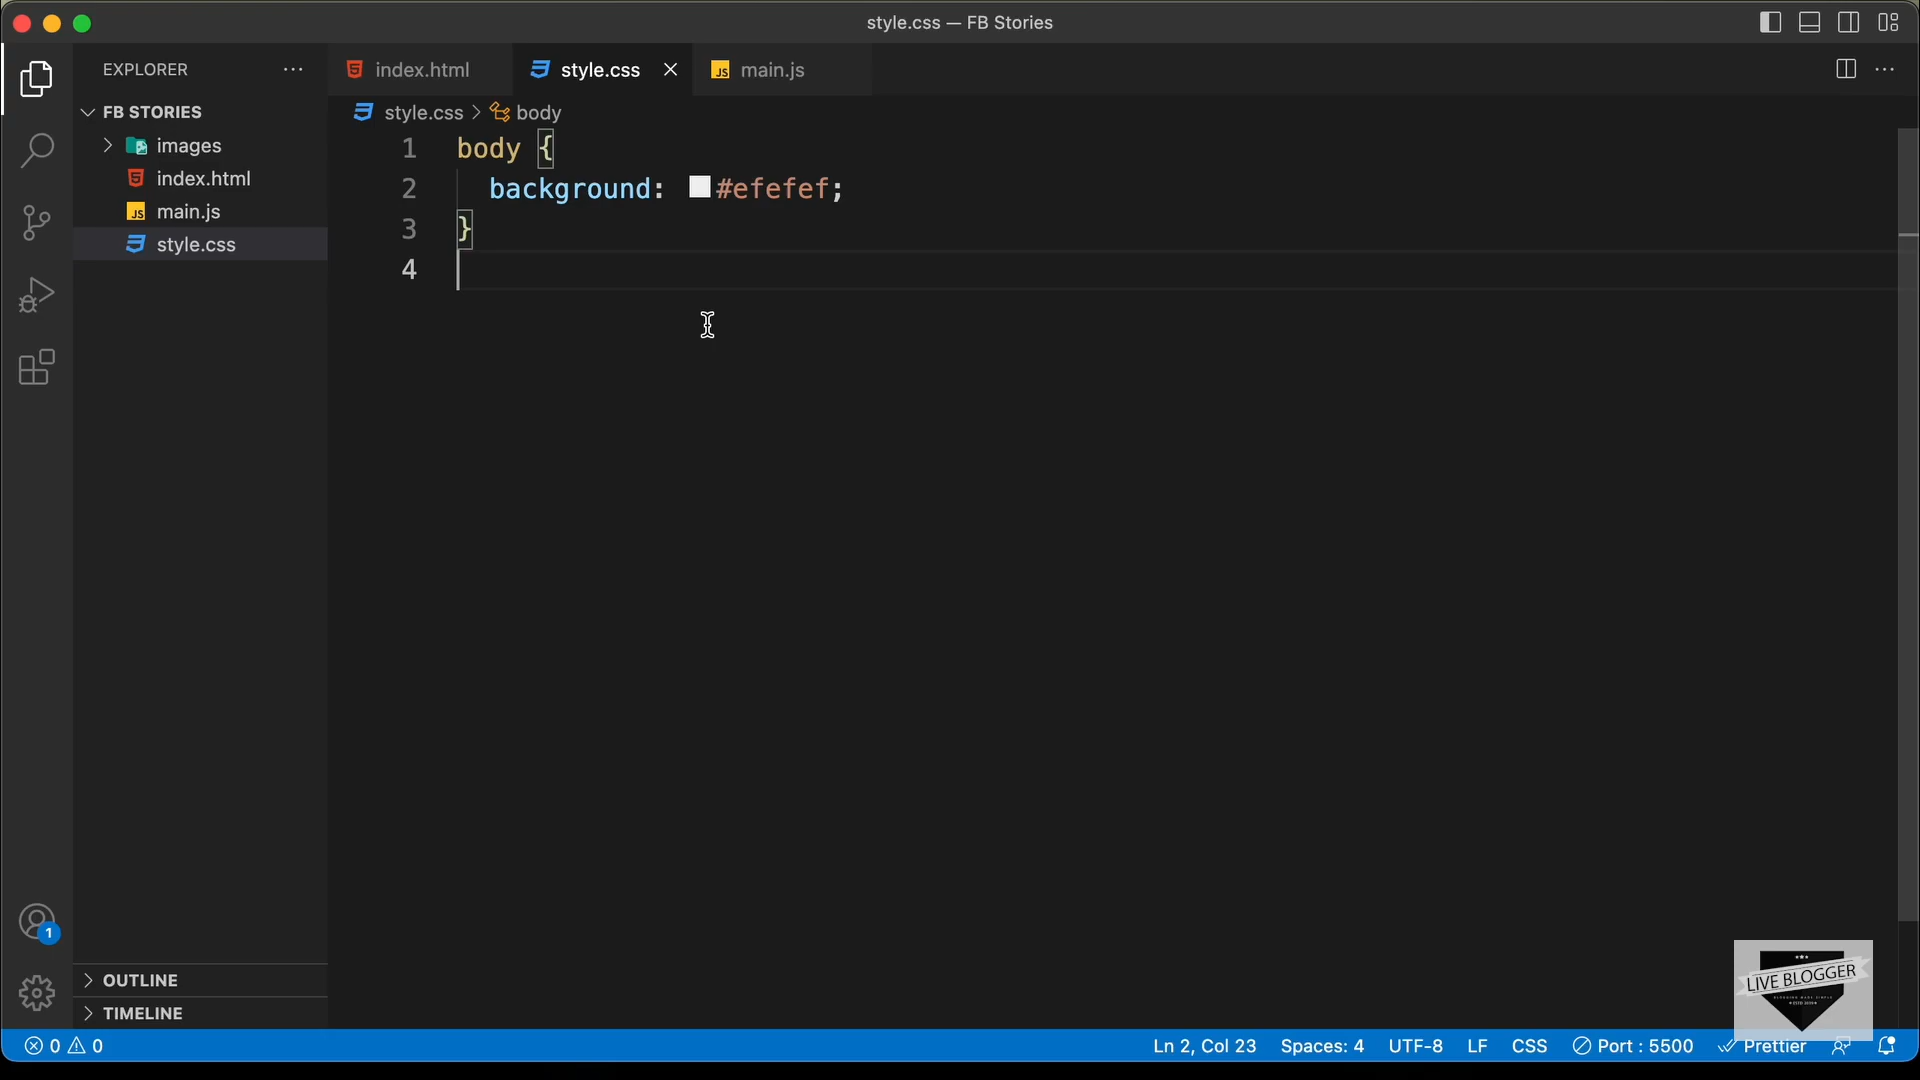 style.css — FB Stories
EXPLORER
index.html
style.css
main.js
FB STORIES
style.css > body
images
index.html
main.js
style.css
1 body {
2 background: #efefef;
3 }
4
1
OUTLINE
TIMELINE
LIVE BLOGGER
0 0
Ln 2, Col 23 Spaces: 4 UTF-8 LF CSS Port : 5500 Prettier